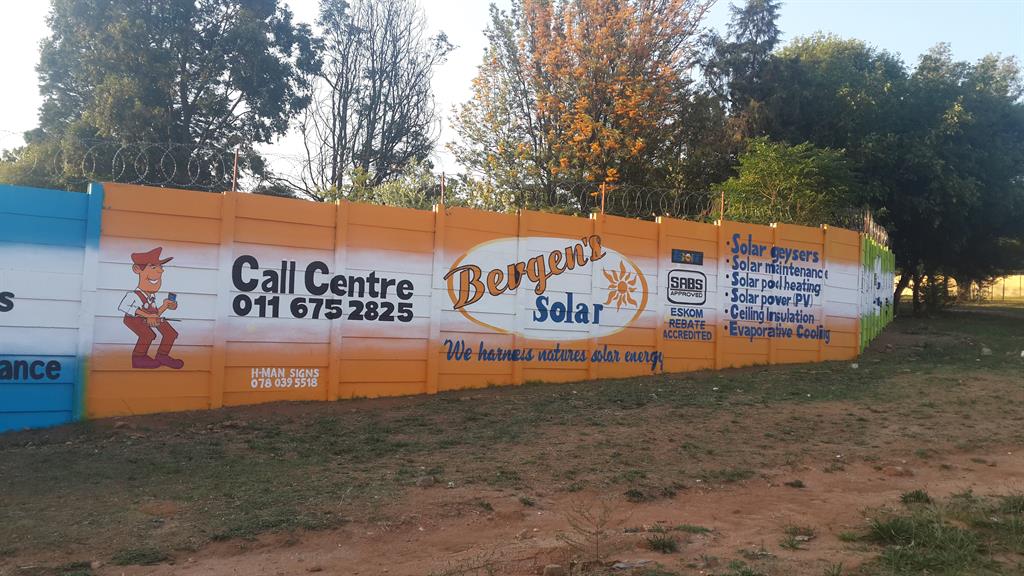 s
ance
Call Centre
011 675 2825
H-MAN SIGNS
078 039 5518
Bergen's
Solar
We harness natures solar energy
SABS
APPROVED
ESKOM
REBATE
ACCREDITED
· Solar geysers
· Solar maintenance
· Solar pool heating
· Solar power (PV)
· Ceiling Insulation
· Evaporative Cooling